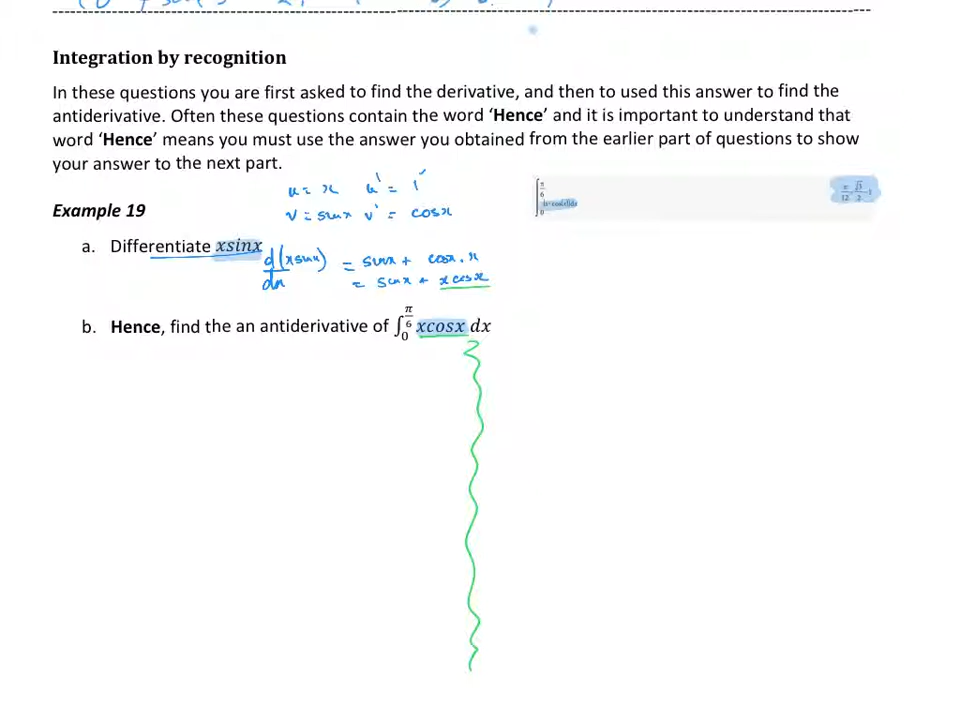 Integration by recognition
In these questions you are first asked to find the derivative, and then to used this answer to find the
antiderivative. Often these questions contain the word 'Hence' and it is important to understand that
word 'Hence' means you must use the answer you obtained from the earlier part of questions to show
your answer to the next part.
u = x u' = 1
v = sinx v' = cosx
Example 19
a. Differentiate xsinx
d(xsinx)/dx = sinx + cosx . x
= sinx + xcosx
b. Hence, find the an antiderivative of ∫₀^(π/6) xcosx dx